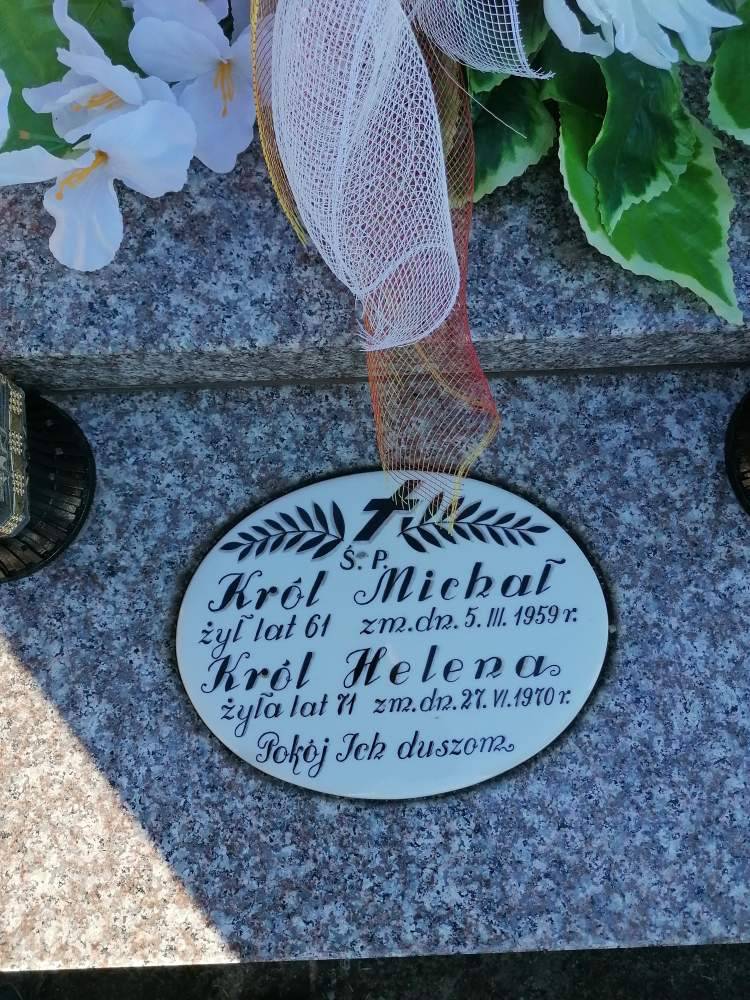 Ś. P.
Król Michał
żył lat 61 zm. dn. 5. III. 1959 r.
Król Helena
żyła lat 71 zm. dn. 27. VI. 1970 r.
Pokój Ich duszom